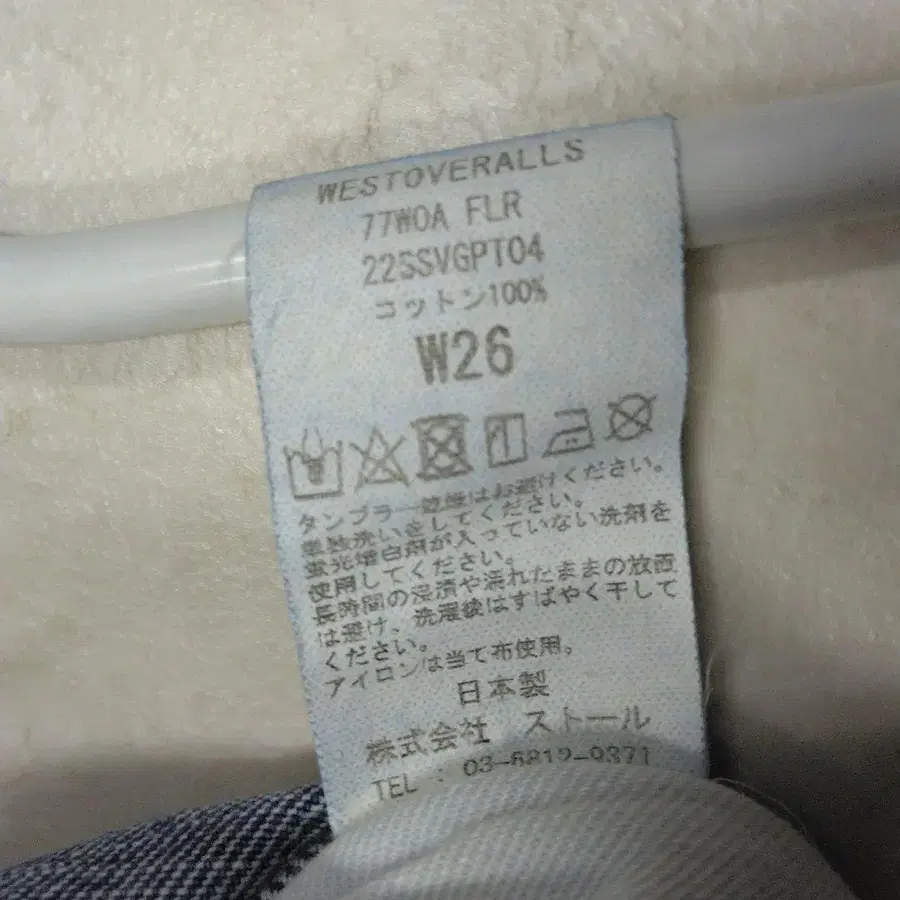 WESTOVERALLS
77WOA FLR
22SSVGPT04
コットン100%
W26
タンブラー乾燥はお避けください。
単独洗いをしてください。
蛍光増白剤が入っていない洗剤を
使用してください。
長時間の浸漬や濡れたままの放置
は避け、洗濯後はすばやく干して
ください。
アイロンは当て布使用。
日本製
株式会社 ストール
TEL : 03-6812-9371